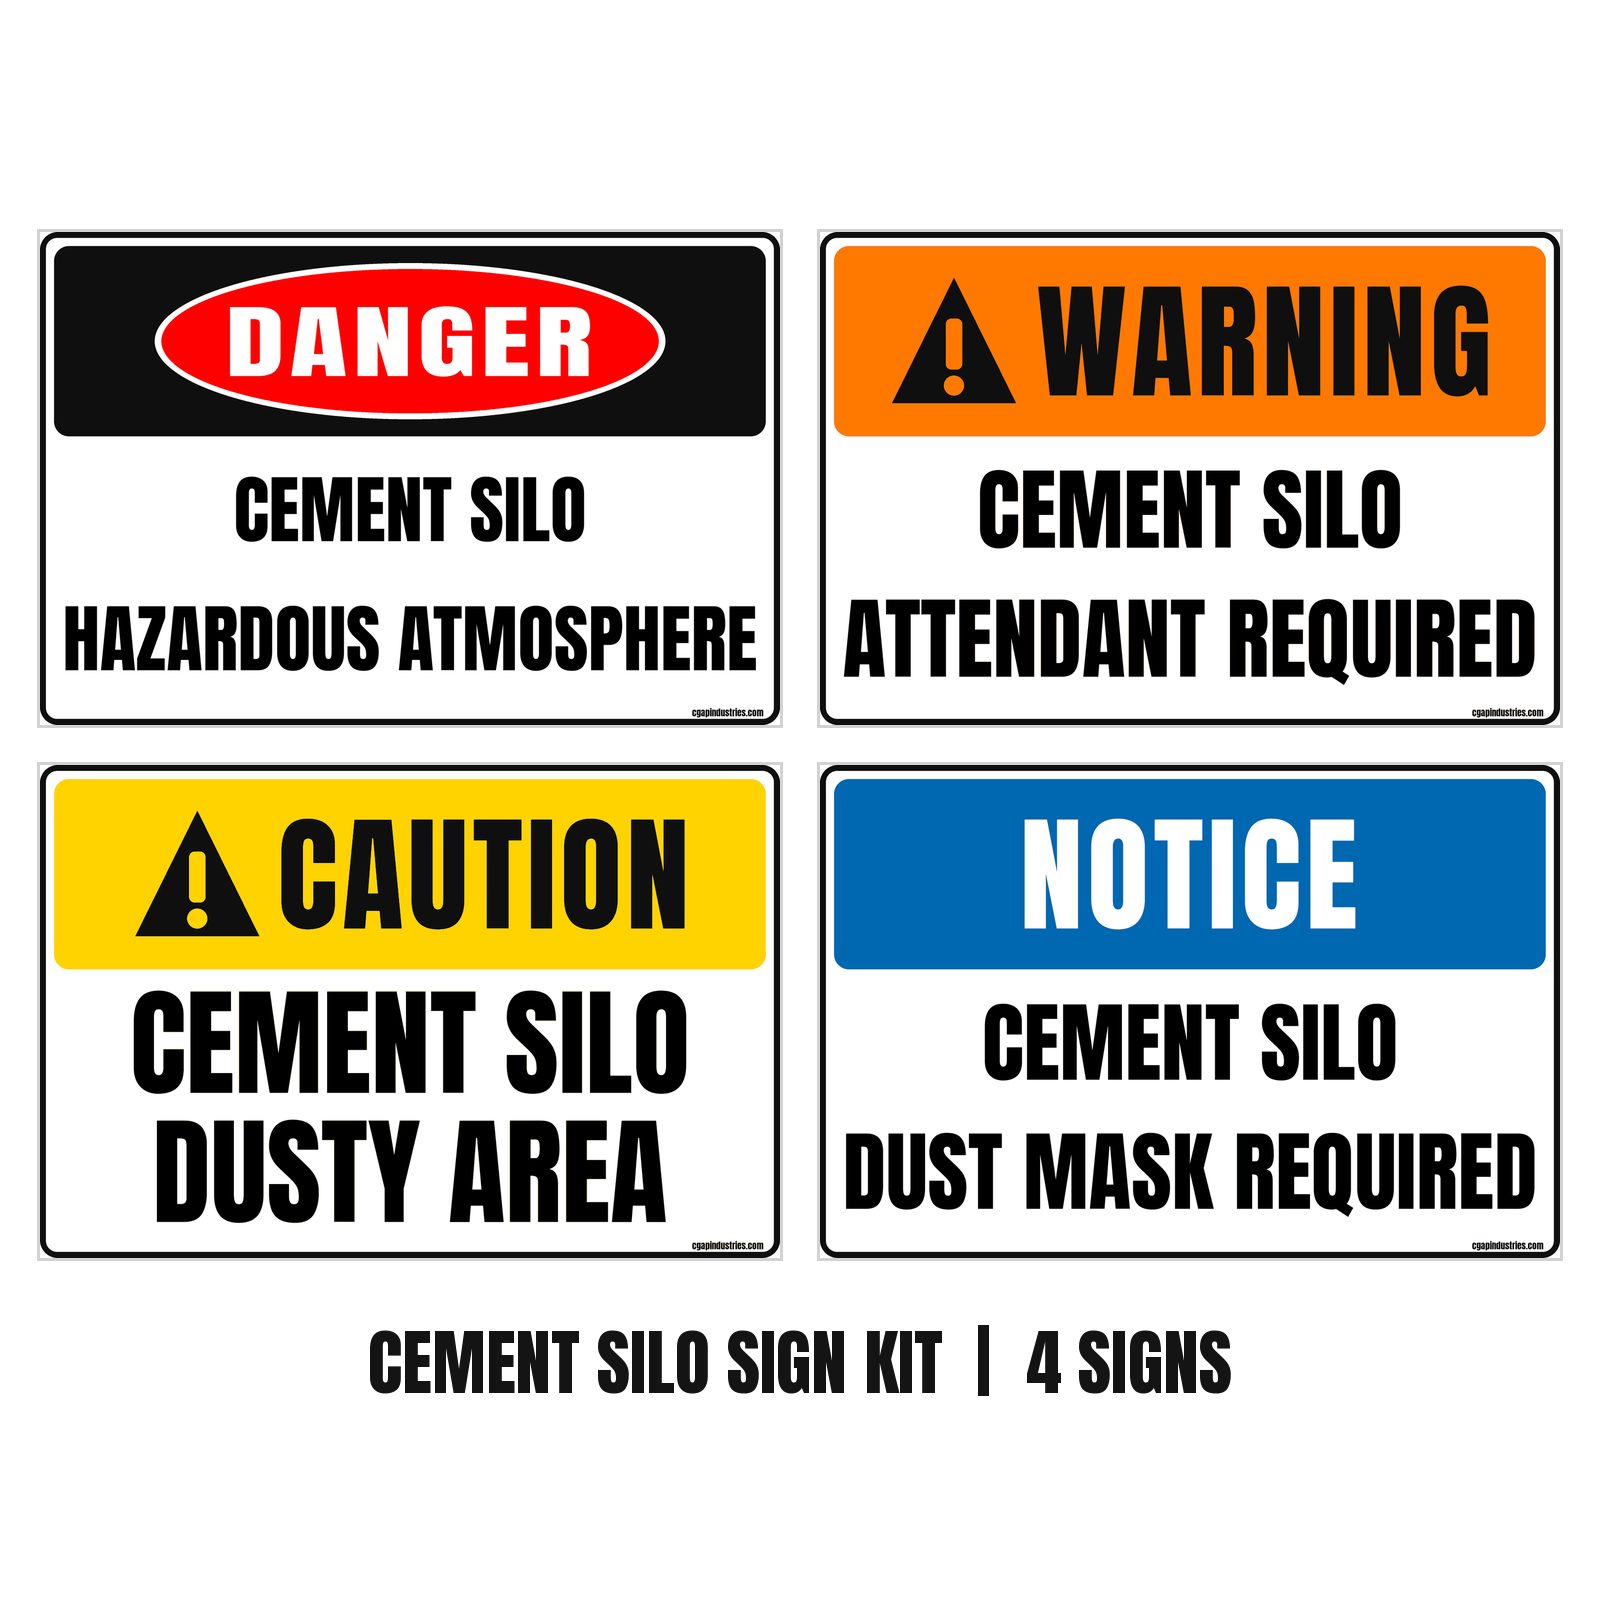 DANGER
CEMENT SILO
HAZARDOUS ATMOSPHERE
cgapindustries.com
WARNING
CEMENT SILO
ATTENDANT REQUIRED
cgapindustries.com
CAUTION
CEMENT SILO
DUSTY AREA
cgapindustries.com
NOTICE
CEMENT SILO
DUST MASK REQUIRED
cgapindustries.com
CEMENT SILO SIGN KIT | 4 SIGNS